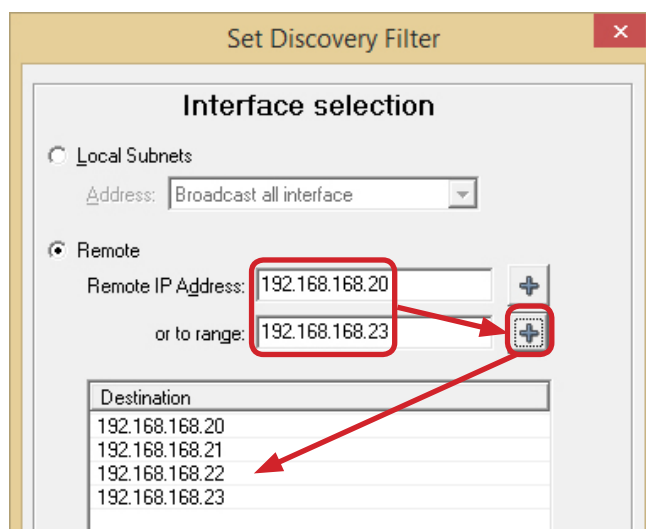 Set Discovery Filter
Interface selection
Local Subnets
Address: Broadcast all interface
Remote
Remote IP Address: 192.168.168.20
or to range: 192.168.168.23
Destination
192.168.168.20
192.168.168.21
192.168.168.22
192.168.168.23